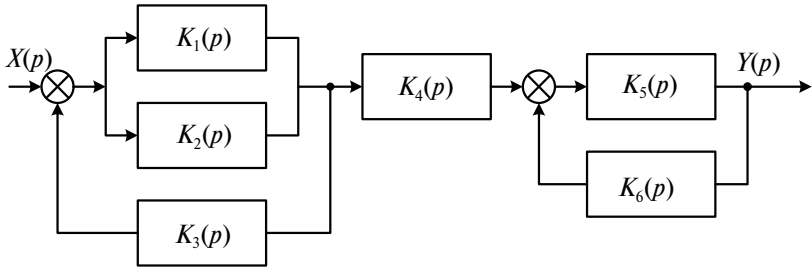 K₁(p)
X(p)
K₂(p)
K₃(p)
K₄(p)
K₅(p)
Y(p)
K₆(p)